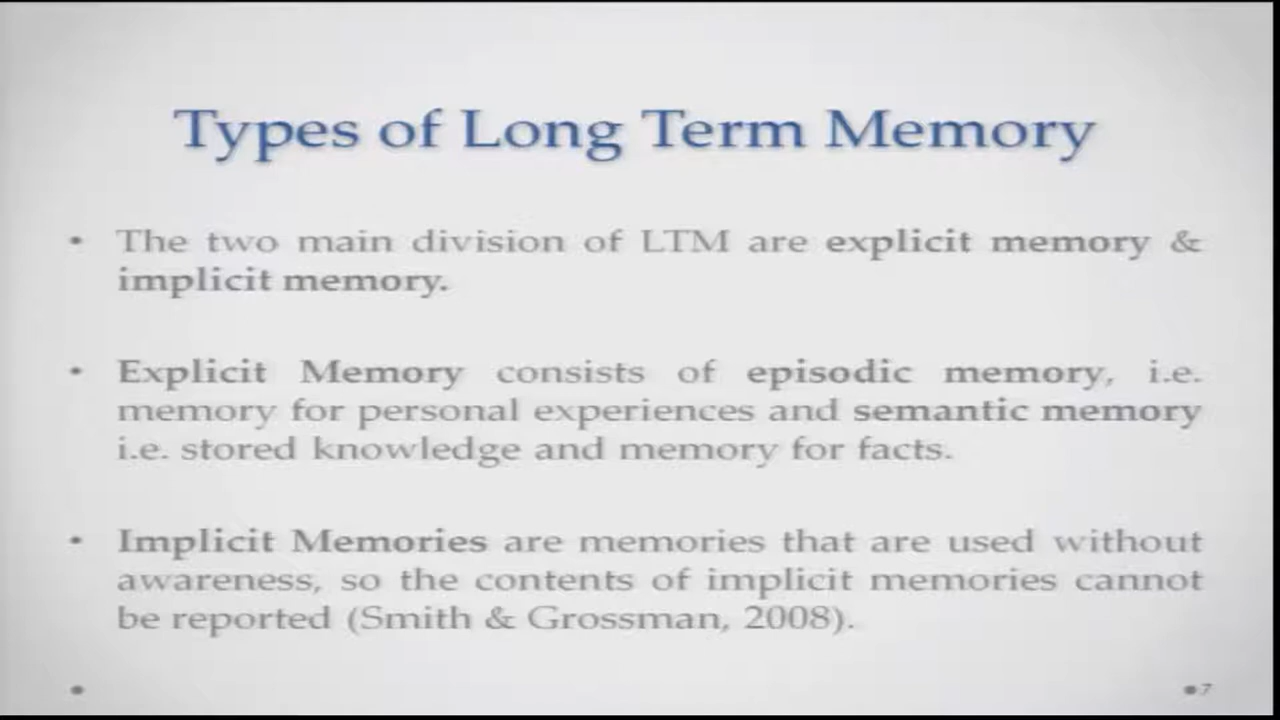 Types of Long Term Memory
• The two main division of LTM are explicit memory &
implicit memory.
• Explicit Memory consists of episodic memory, i.e.
memory for personal experiences and semantic memory
i.e. stored knowledge and memory for facts.
• Implicit Memories are memories that are used without
awareness, so the contents of implicit memories cannot
be reported (Smith & Grossman, 2008).
•
•7